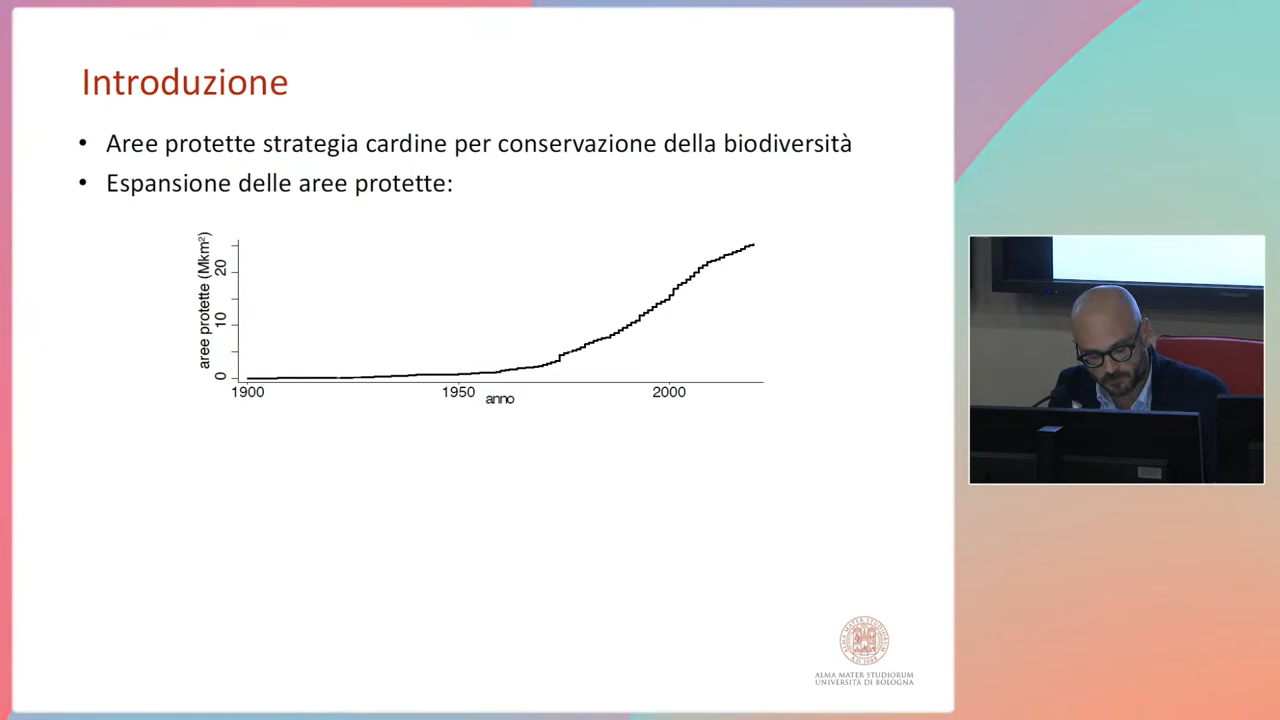 Introduzione
• Aree protette strategia cardine per conservazione della biodiversità
• Espansione delle aree protette:
aree protette (Mkm²)
20
10
0
1900
1950
2000
anno
ALMA MATER STUDIORUM
UNIVERSITÀ DI BOLOGNA